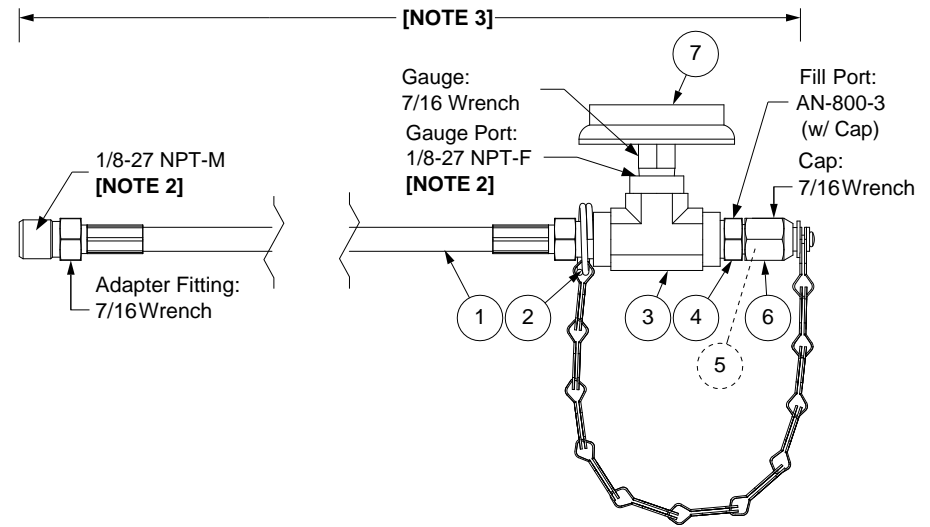 [NOTE 3]
7
Gauge:
7/16 Wrench
Gauge Port:
1/8-27 NPT-F
[NOTE 2]
Fill Port:
AN-800-3
(w/ Cap)
Cap:
7/16 Wrench
1/8-27 NPT-M
[NOTE 2]
Adapter Fitting:
7/16 Wrench
1
2
3
4
6
5